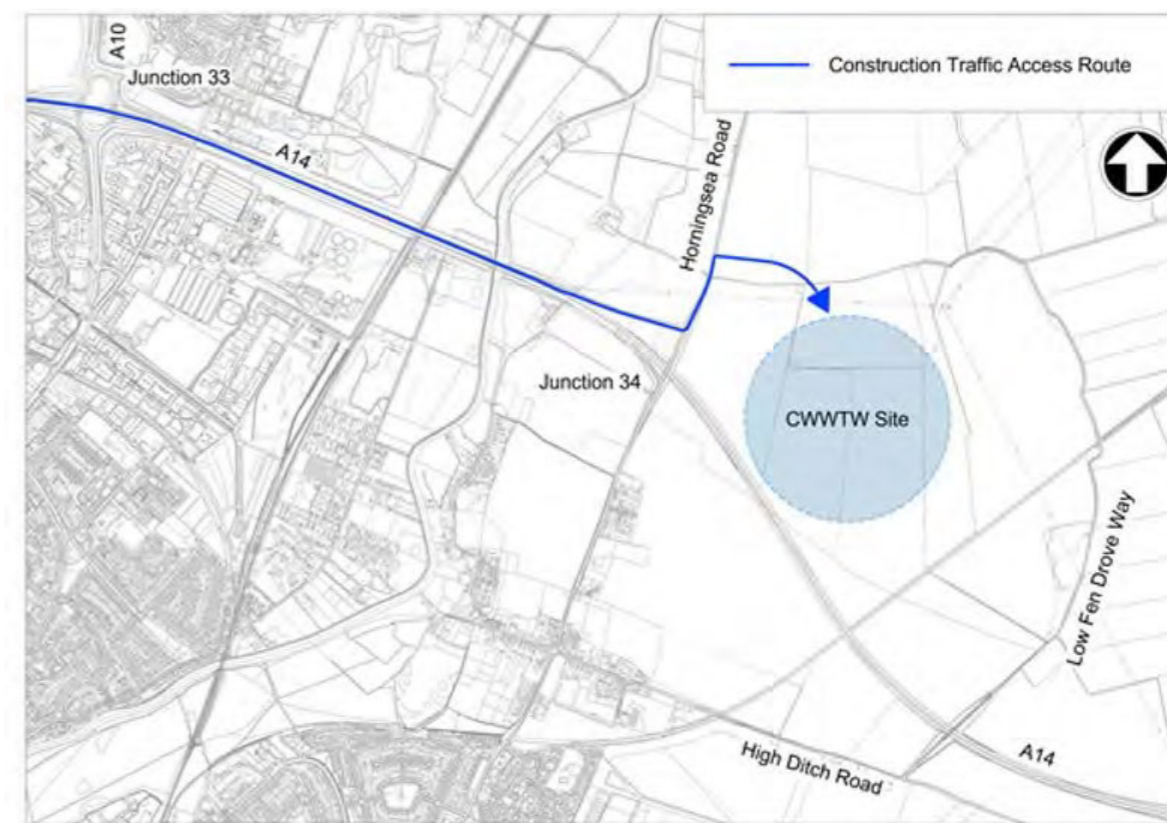 A10
Junction 33
Construction Traffic Access Route
A14
Horningsea Road
Junction 34
CWWTW Site
Low Fen Drove Way
High Ditch Road
A14